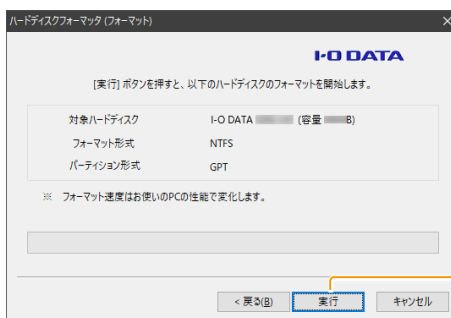 ハードディスクフォーマッタ (フォーマット)
I-O DATA
[実行] ボタンを押すと、以下のハードディスクのフォーマットを開始します。
対象ハードディスク I-O DATA (容量 B)
フォーマット形式 NTFS
パーティション形式 GPT
※ フォーマット速度はお使いのPCの性能で変化します。
< 戻る(B) 実行 キャンセル